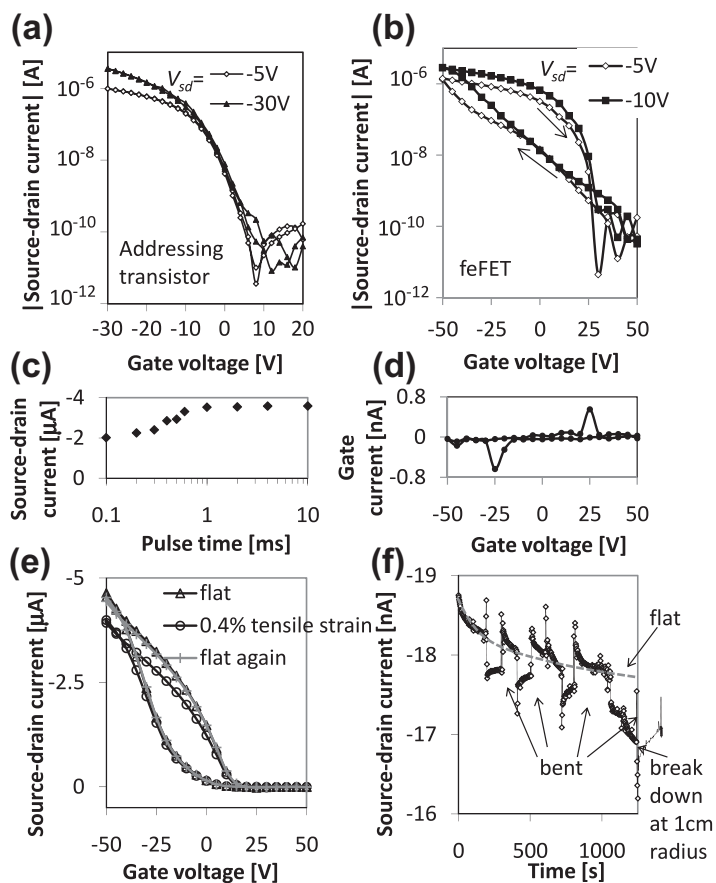 (a)
|Source-drain current| [A]
10⁻⁶
10⁻⁸
10⁻¹⁰
10⁻¹²
Vsd=
-5V
-30V
Addressing
transistor
-30 -20 -10 0 10 20
Gate voltage [V]
(b)
|Source-drain current| [A]
10⁻⁶
10⁻⁸
10⁻¹⁰
10⁻¹²
Vsd=
-5V
-10V
feFET
-50 -25 0 25 50
Gate voltage [V]
(c)
Source-drain
current [µA]
-4
-2
0
0.1 1 10
Pulse time [ms]
(d)
Gate
current [nA]
0.8
0
-0.8
-50 -25 0 25 50
Gate voltage [V]
(e)
Source-drain current [µA]
-5
-2.5
0
flat
0.4% tensile strain
flat again
-50 -25 0 25 50
Gate voltage [V]
(f)
Source-drain current [nA]
-19
-18
-17
-16
flat
bent
break
down
at 1cm
radius
0 500 1000
Time [s]